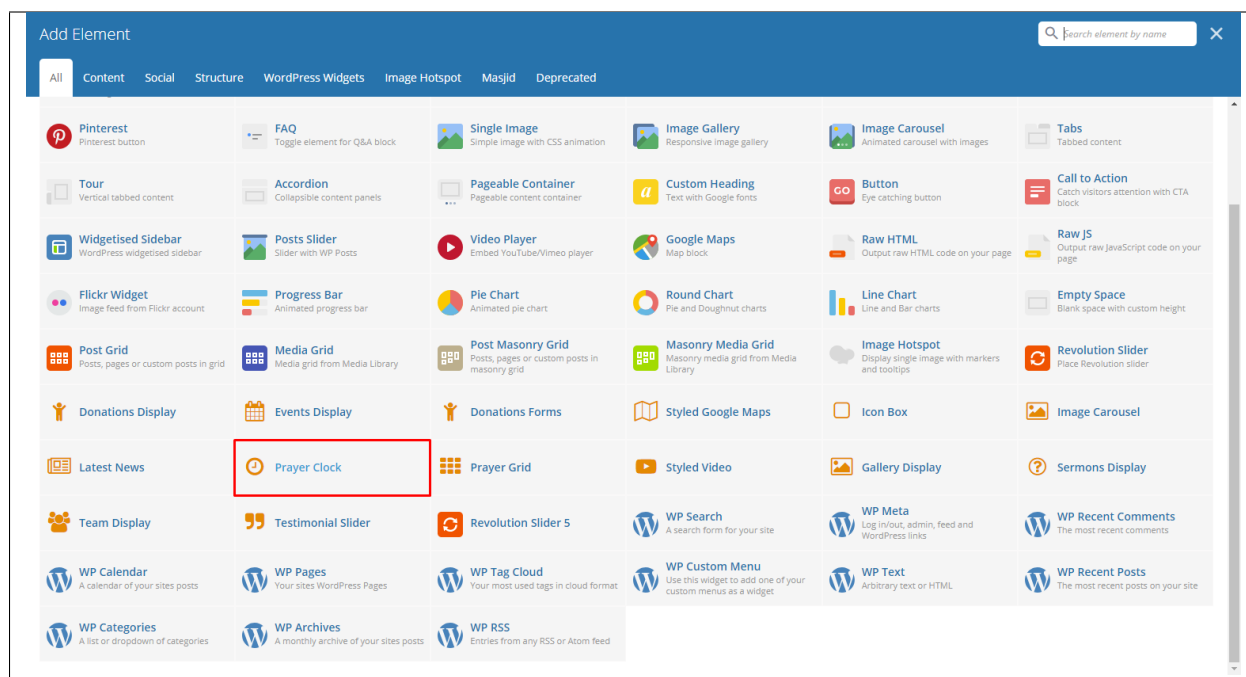 Add Element
Search element by name
All Content Social Structure WordPress Widgets Image Hotspot Masjid Deprecated
Pinterest
Pinterest button
FAQ
Toggle element for Q&A block
Single Image
Simple image with CSS animation
Image Gallery
Responsive image gallery
Image Carousel
Animated carousel with images
Tabs
Tabbed content
Tour
Vertical tabbed content
Accordion
Collapsible content panels
Pageable Container
Pageable content container
a
Custom Heading
Text with Google fonts
GO
Button
Eye catching button
Call to Action
Catch visitors attention with CTA
block
Widgetised Sidebar
WordPress widgetised sidebar
Posts Slider
Slider with WP Posts
Video Player
Embed YouTube/Vimeo player
Google Maps
Map block
Raw HTML
Output raw HTML code on your page
Raw JS
Output raw JavaScript code on your
page
Flickr Widget
Image feed from Flickr account
Progress Bar
Animated progress bar
Pie Chart
Animated pie chart
Round Chart
Pie and Doughnut charts
Line Chart
Line and Bar charts
Empty Space
Blank space with custom height
Post Grid
Posts, pages or custom posts in grid
Media Grid
Media grid from Media Library
Post Masonry Grid
Posts, pages or custom posts in
masonry grid
Masonry Media Grid
Masonry media grid from Media
Library
Image Hotspot
Display single image with markers
and tooltips
Revolution Slider
Place Revolution slider
Donations Display
Events Display
Donations Forms
Styled Google Maps
Icon Box
Image Carousel
Latest News
Prayer Clock
Prayer Grid
Styled Video
Gallery Display
Sermons Display
Team Display
Testimonial Slider
Revolution Slider 5
WP Search
A search form for your site
WP Meta
Log in/out, admin, feed and
WordPress links
WP Recent Comments
The most recent comments
WP Calendar
A calendar of your sites posts
WP Pages
Your sites WordPress Pages
WP Tag Cloud
Your most used tags in cloud format
WP Custom Menu
Use this widget to add one of your
custom menus as a widget
WP Text
Arbitrary text or HTML
WP Recent Posts
The most recent posts on your site
WP Categories
A list or dropdown of categories
WP Archives
A monthly archive of your sites posts
WP RSS
Entries from any RSS or Atom feed